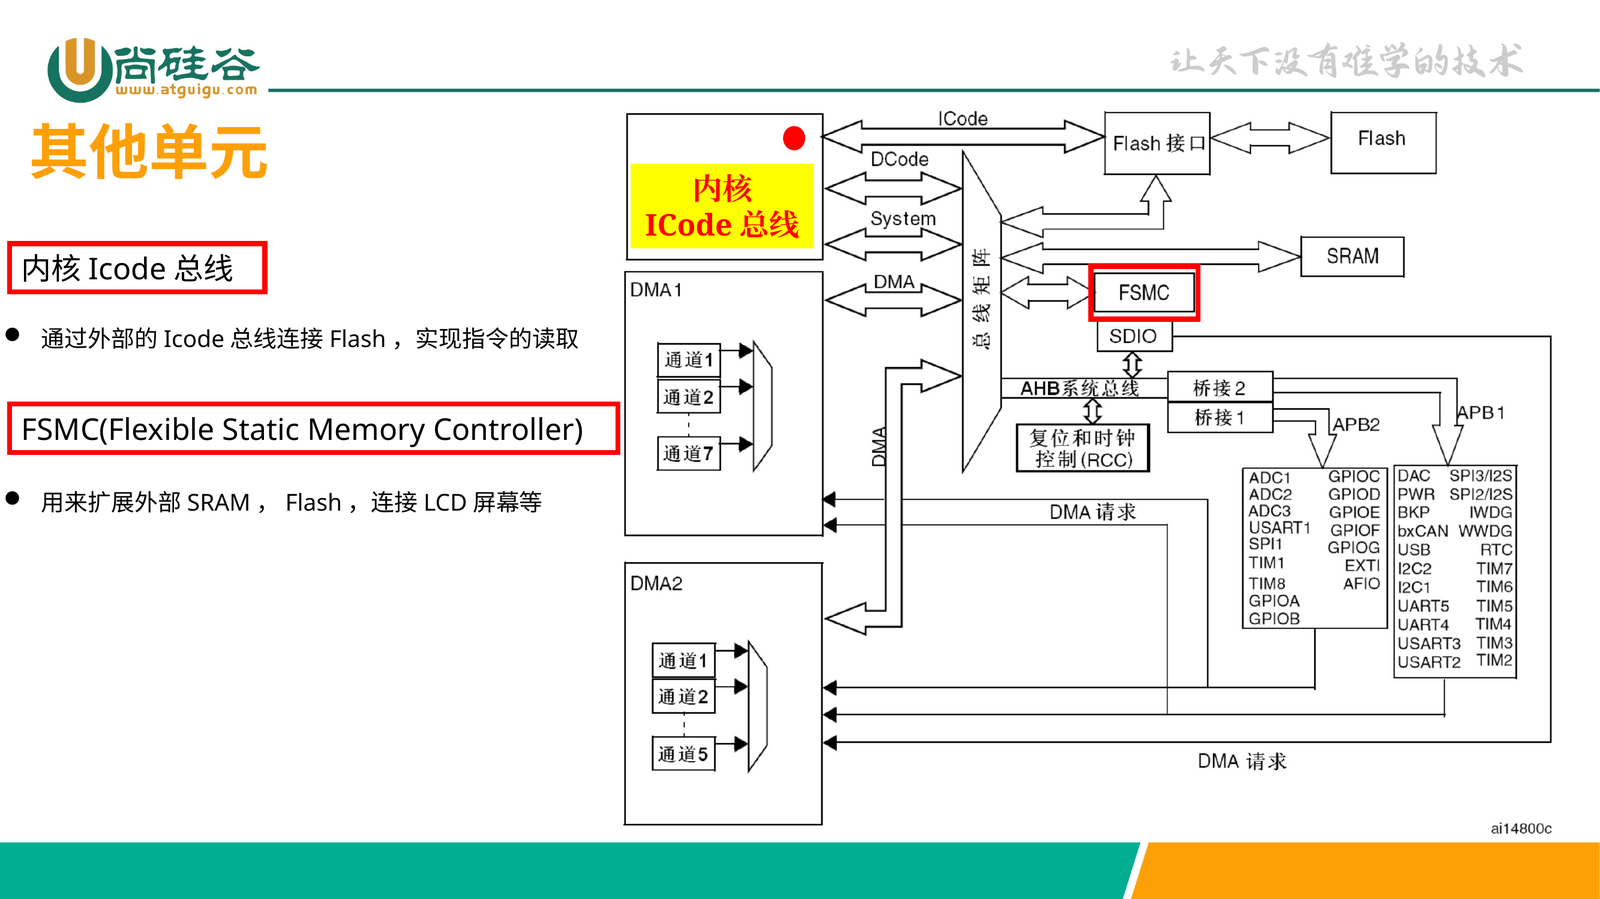 尚硅谷
www.atguigu.com
让天下没有难学的技术
其他单元
内核 Icode 总线
通过外部的 Icode 总线连接 Flash ，实现指令的读取
FSMC(Flexible Static Memory Controller)
用来扩展外部 SRAM ， Flash ，连接 LCD 屏幕等
内核
ICode 总线
ICode
DCode
System
DMA
Flash 接口
Flash
SRAM
FSMC
SDIO
总线矩阵
AHB系统总线
桥接2
桥接1
复位和时钟
控制(RCC)
APB2
APB1
DMA1
通道1
通道2
通道7
DMA
DMA 请求
DMA2
通道1
通道2
通道5
ADC1 GPIOC
ADC2 GPIOD
ADC3 GPIOE
USART1 GPIOF
SPI1 GPIOG
TIM1 EXTI
TIM8 AFIO
GPIOA
GPIOB
DAC SPI3/I2S
PWR SPI2/I2S
BKP IWDG
bxCAN WWDG
USB RTC
I2C2 TIM7
I2C1 TIM6
UART5 TIM5
UART4 TIM4
USART3 TIM3
USART2 TIM2
DMA 请求
ai14800c